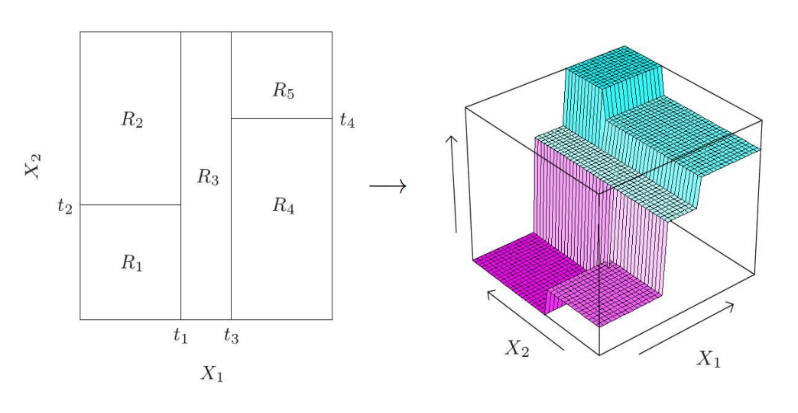 R₅
R₂
t₄
X₂
R₃
t₂
R₄
R₁
t₁
t₃
X₁
X₂
X₁